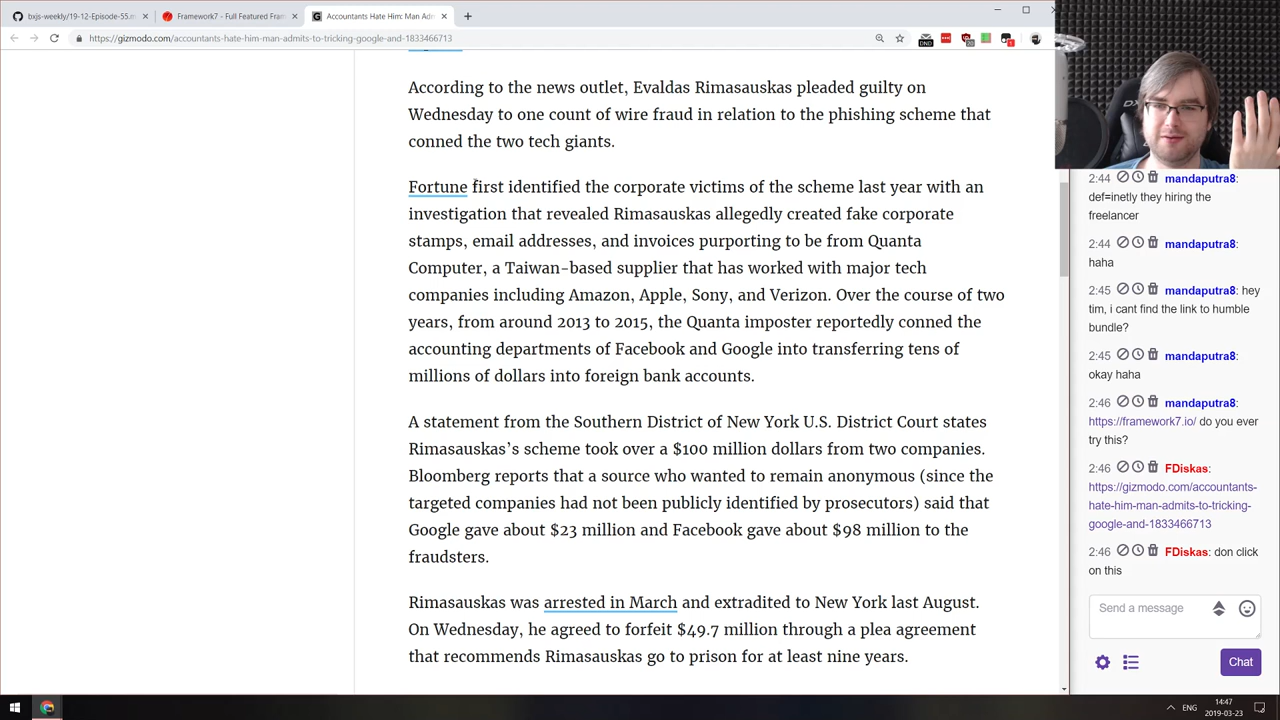 bxjs-weekly/19-12-Episode-55.m
Framework7 - Full Featured Fram
Accountants Hate Him: Man Adm
https://gizmodo.com/accountants-hate-him-man-admits-to-tricking-google-and-1833466713
According to the news outlet, Evaldas Rimasauskas pleaded guilty on
Wednesday to one count of wire fraud in relation to the phishing scheme that
conned the two tech giants.
Fortune first identified the corporate victims of the scheme last year with an
investigation that revealed Rimasauskas allegedly created fake corporate
stamps, email addresses, and invoices purporting to be from Quanta
Computer, a Taiwan-based supplier that has worked with major tech
companies including Amazon, Apple, Sony, and Verizon. Over the course of two
years, from around 2013 to 2015, the Quanta imposter reportedly conned the
accounting departments of Facebook and Google into transferring tens of
millions of dollars into foreign bank accounts.
A statement from the Southern District of New York U.S. District Court states
Rimasauskas’s scheme took over a $100 million dollars from two companies.
Bloomberg reports that a source who wanted to remain anonymous (since the
targeted companies had not been publicly identified by prosecutors) said that
Google gave about $23 million and Facebook gave about $98 million to the
fraudsters.
Rimasauskas was arrested in March and extradited to New York last August.
On Wednesday, he agreed to forfeit $49.7 million through a plea agreement
that recommends Rimasauskas go to prison for at least nine years.
2:44 mandaputra8:
def=inetly they hiring the
freelancer
2:44 mandaputra8:
haha
2:45 mandaputra8: hey
tim, i cant find the link to humble
bundle?
2:45 mandaputra8:
okay haha
2:46 mandaputra8:
https://framework7.io/ do you ever
try this?
2:46 FDiskas:
https://gizmodo.com/accountants-
hate-him-man-admits-to-tricking-
google-and-1833466713
2:46 FDiskas: don click
on this
Send a message
Chat
ENG
14:47
2019-03-23